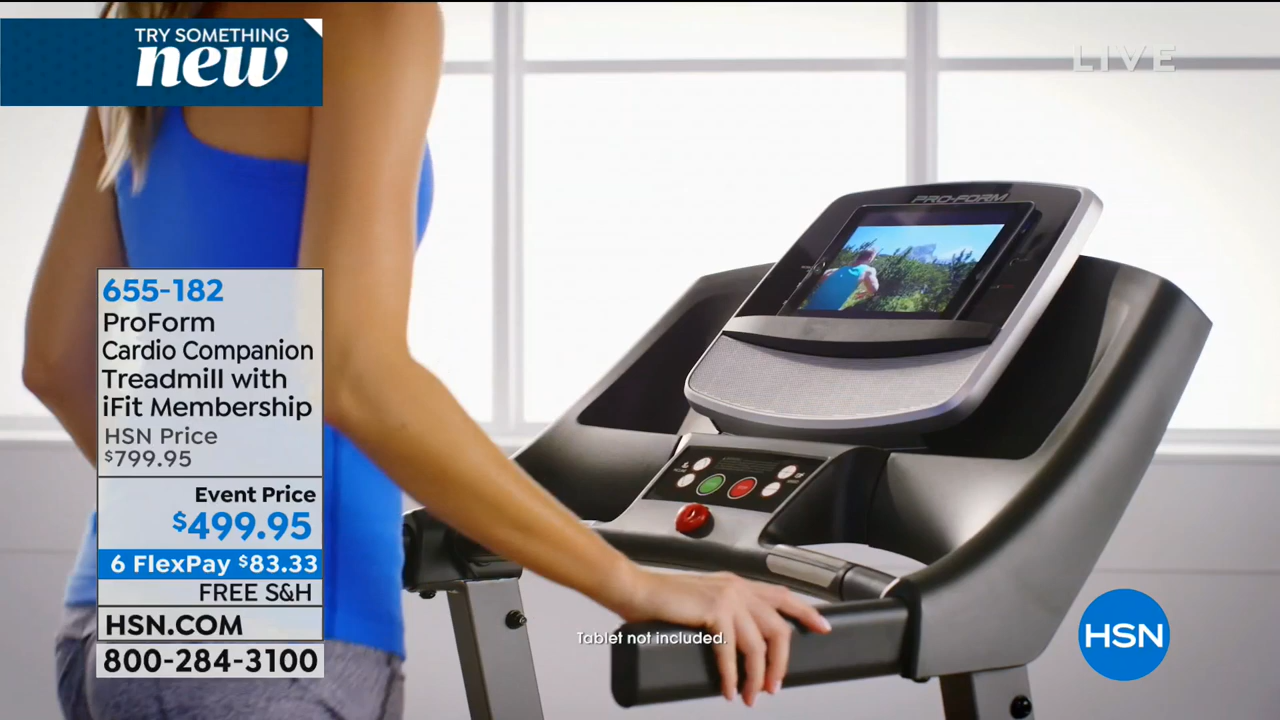 TRY SOMETHING
new
LIVE
PRO-FORM
655-182
ProForm
Cardio Companion
Treadmill with
iFit Membership
HSN Price
$799.95
Event Price
$499.95
6 FlexPay $83.33
FREE S&H
HSN.COM
800-284-3100
Tablet not included.
HSN